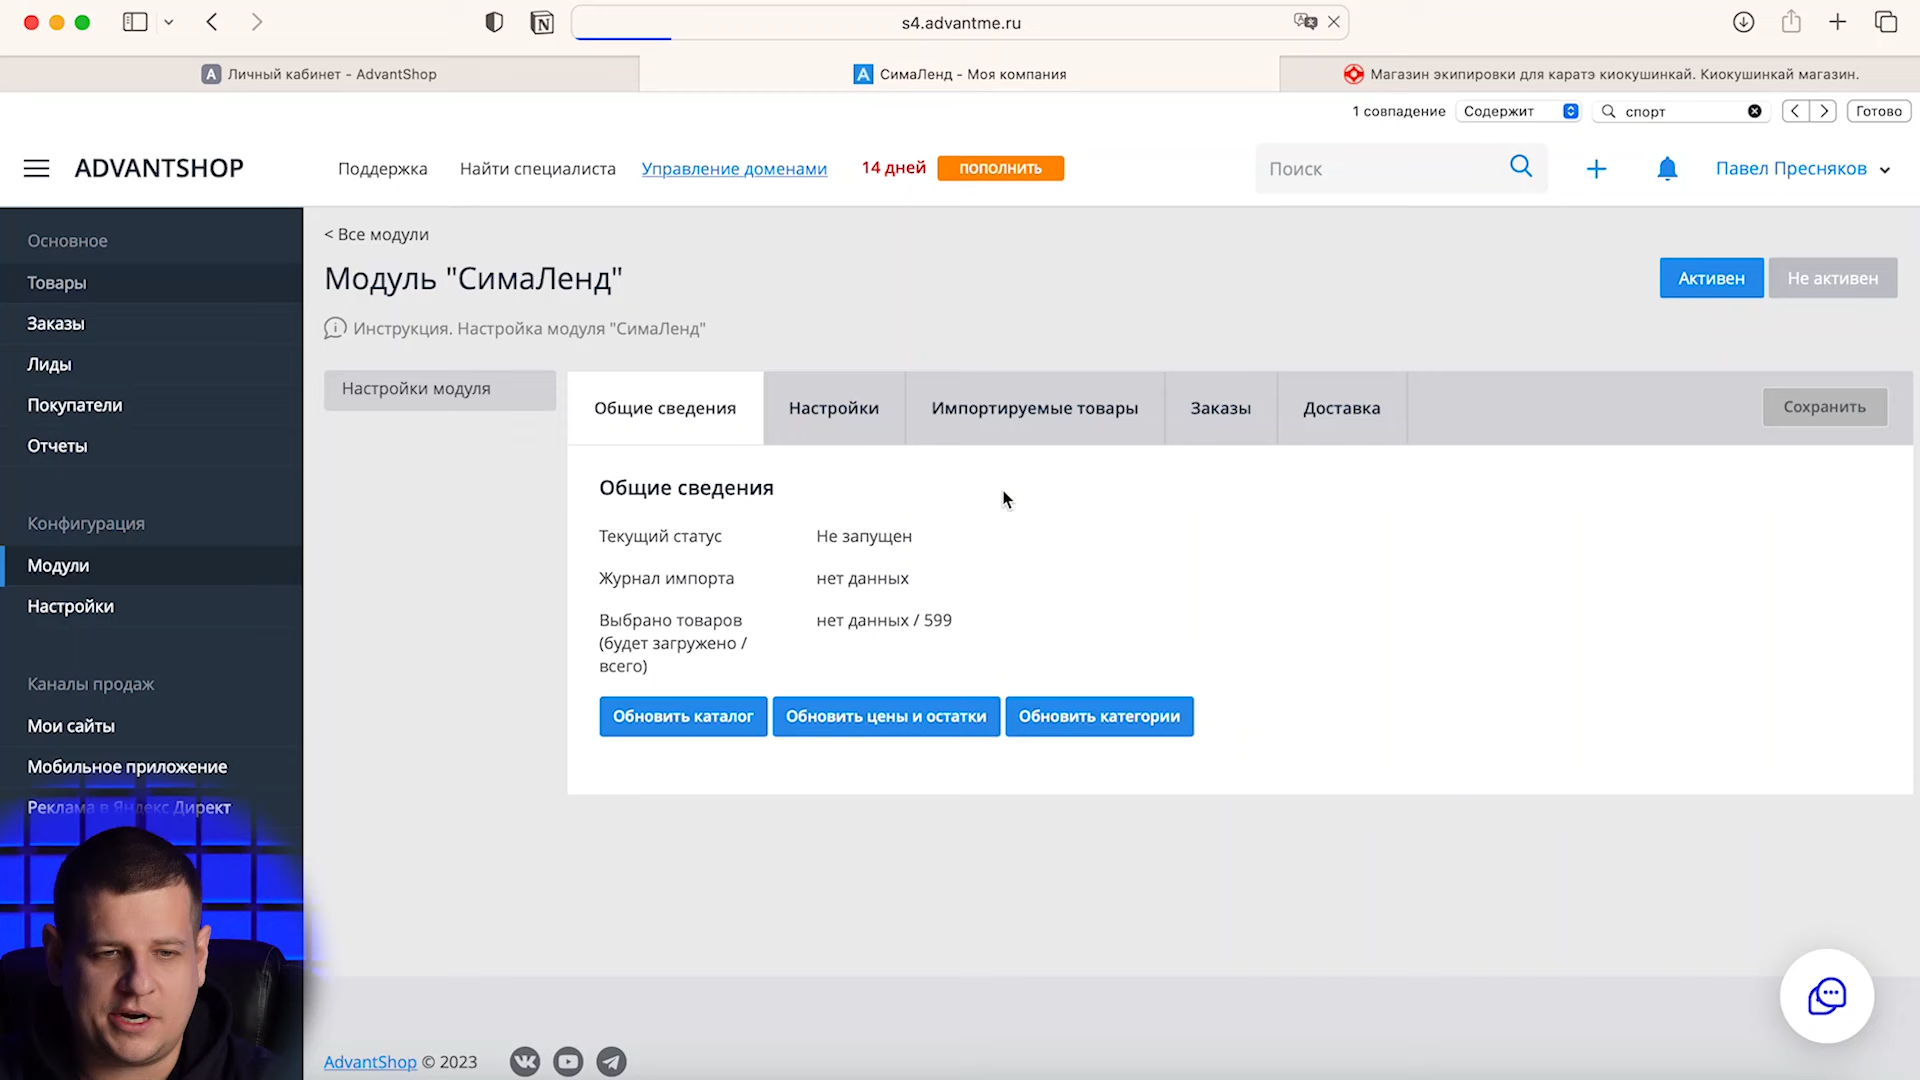 s4.advantme.ru
Личный кабинет - AdvantShop
СимаЛенд - Моя компания
Магазин экипировки для каратэ киокушинкай. Киокушинкай магазин.
1 совпадение
Содержит
спорт
Готово
ADVANTSHOP
Поддержка
Найти специалиста
Управление доменами
14 дней
ПОПОЛНИТЬ
Поиск
Павел Пресняков
Основное
Товары
Заказы
Лиды
Покупатели
Отчеты
Конфигурация
Модули
Настройки
Каналы продаж
Мои сайты
Мобильное приложение
Реклама в Яндекс Директ
< Все модули
Модуль "СимаЛенд"
Активен
Не активен
Инструкция. Настройка модуля "СимаЛенд"
Настройки модуля
Общие сведения
Настройки
Импортируемые товары
Заказы
Доставка
Сохранить
Общие сведения
Текущий статус
Не запущен
Журнал импорта
нет данных
Выбрано товаров
(будет загружено /
всего)
нет данных / 599
Обновить каталог
Обновить цены и остатки
Обновить категории
AdvantShop © 2023